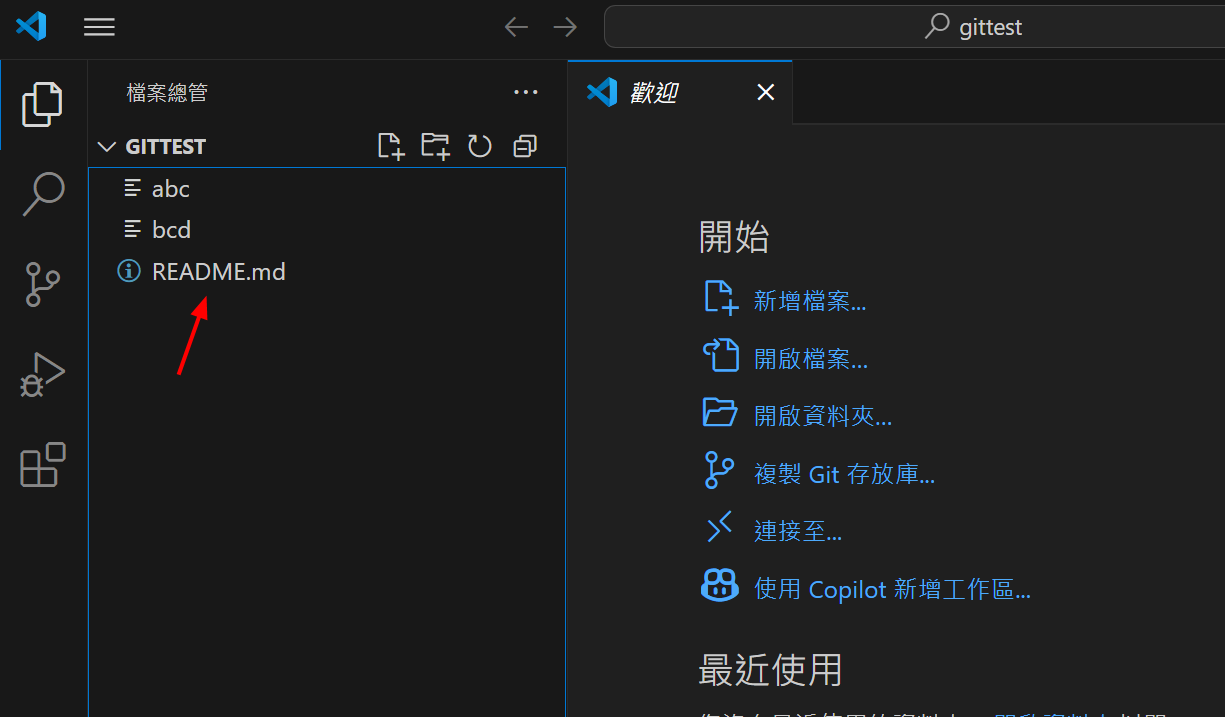 gittest
檔案總管
歡迎
GITTEST
abc
bcd
README.md
開始
新增檔案...
開啟檔案...
開啟資料夾...
複製 Git 存放庫...
連接至...
使用 Copilot 新增工作區...
最近使用